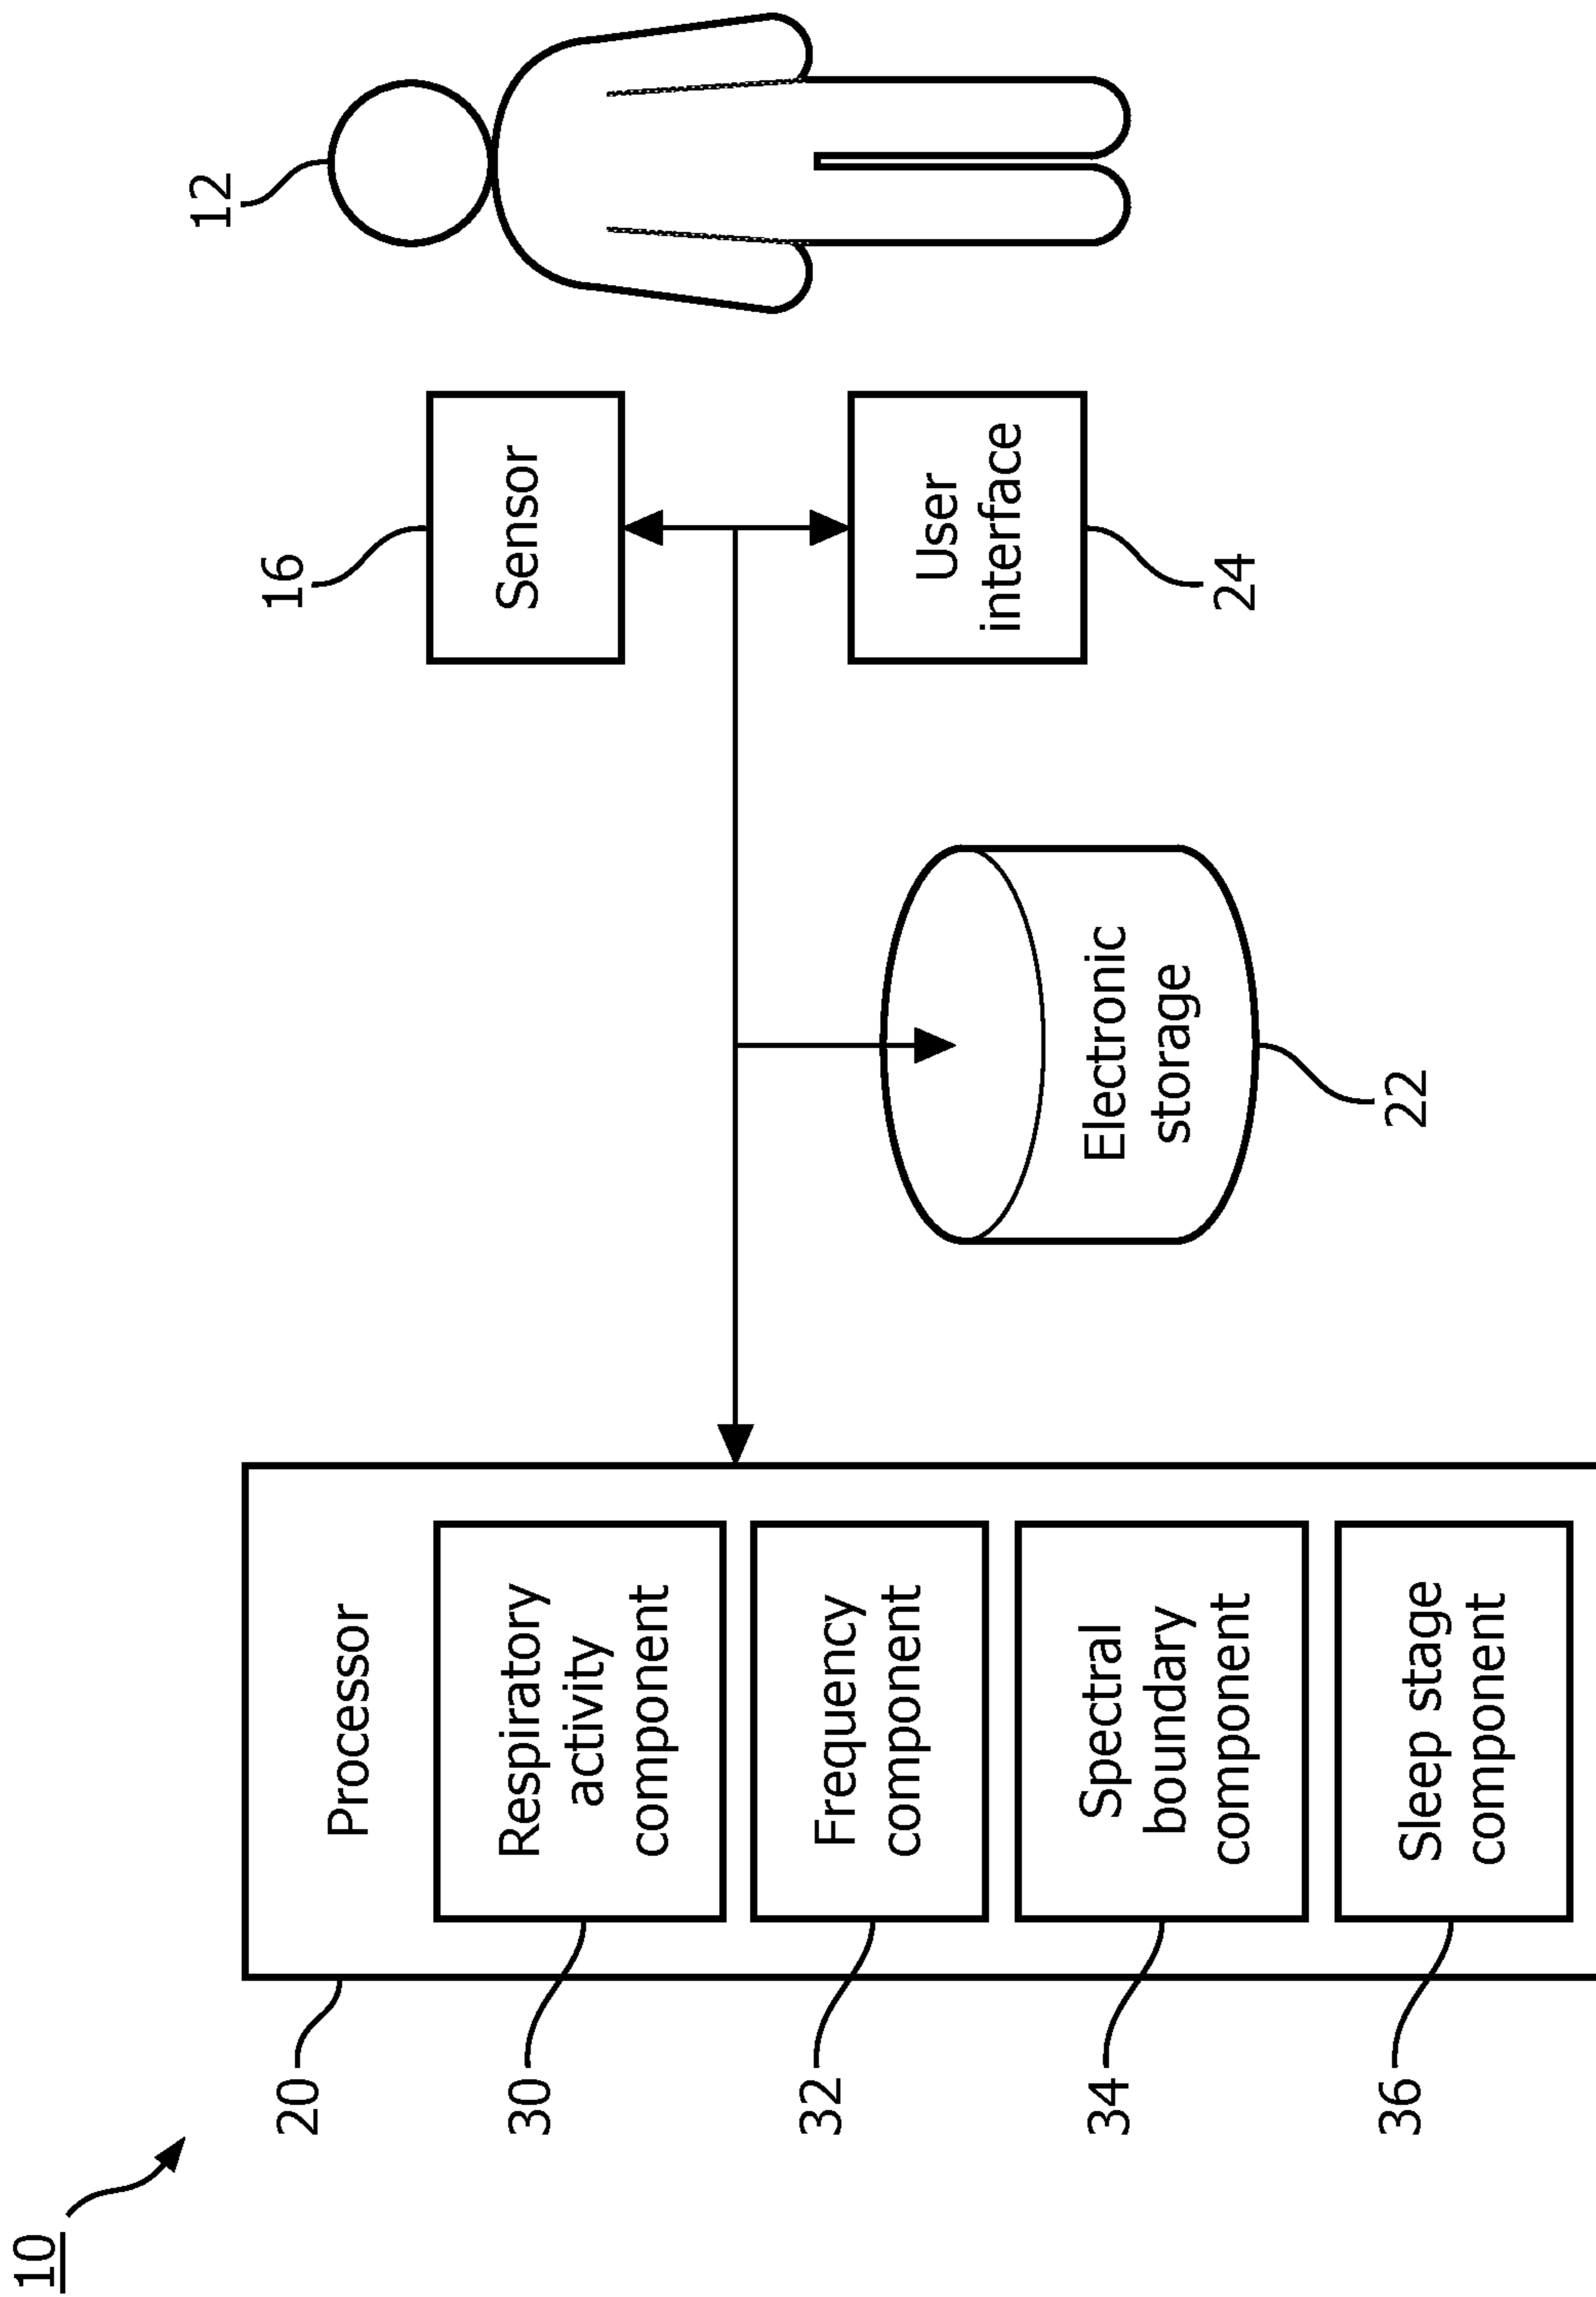 10
20
Processor
30
Respiratory
activity
component
32
Frequency
component
34
Spectral
boundary
component
36
Sleep stage
component
Electronic
storage
22
16
Sensor
User
interface
24
12